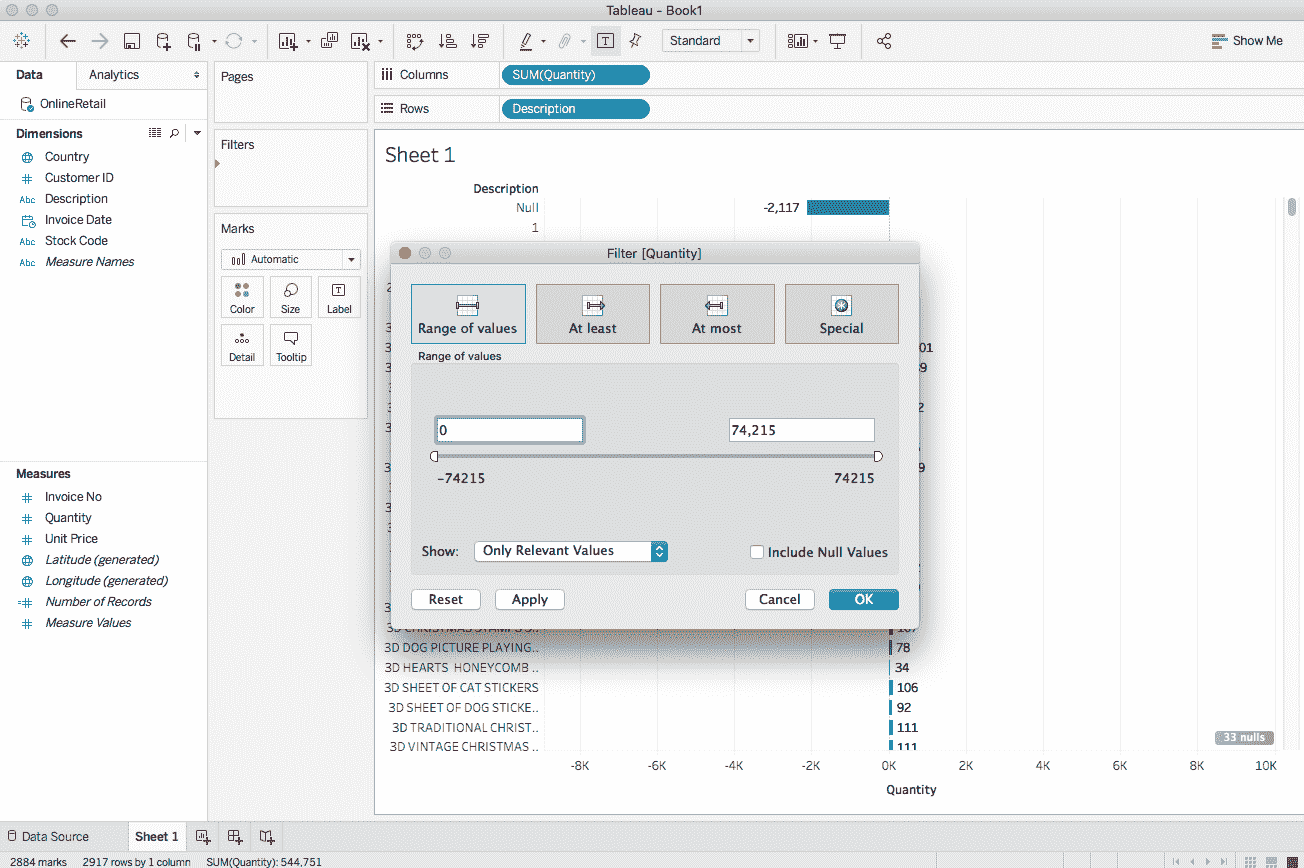 Tableau - Book1
Standard
Show Me
Data
Analytics
OnlineRetail
Dimensions
Country
Customer ID
Abc Description
Invoice Date
Abc Stock Code
Abc Measure Names
Measures
Invoice No
Quantity
Unit Price
Latitude (generated)
Longitude (generated)
Number of Records
Measure Values
Pages
Filters
Marks
Automatic
Color
Size
Label
Detail
Tooltip
Columns
SUM(Quantity)
Rows
Description
Sheet 1
Description
Null
-2,117
1
Filter [Quantity]
Range of values
At least
At most
Special
Range of values
0
74,215
-74215
74215
Show:
Only Relevant Values
Include Null Values
Reset
Apply
Cancel
OK
3D DOG PICTURE PLAYING..
78
3D HEARTS HONEYCOMB ..
34
3D SHEET OF CAT STICKERS
106
3D SHEET OF DOG STICKE..
92
3D TRADITIONAL CHRIST..
111
3D VINTAGE CHRISTMAS ..
111
33 nulls
-8K
-6K
-4K
-2K
0K
2K
4K
6K
8K
10K
Quantity
Data Source
Sheet 1
2884 marks
2917 rows by 1 column
SUM(Quantity): 544,751